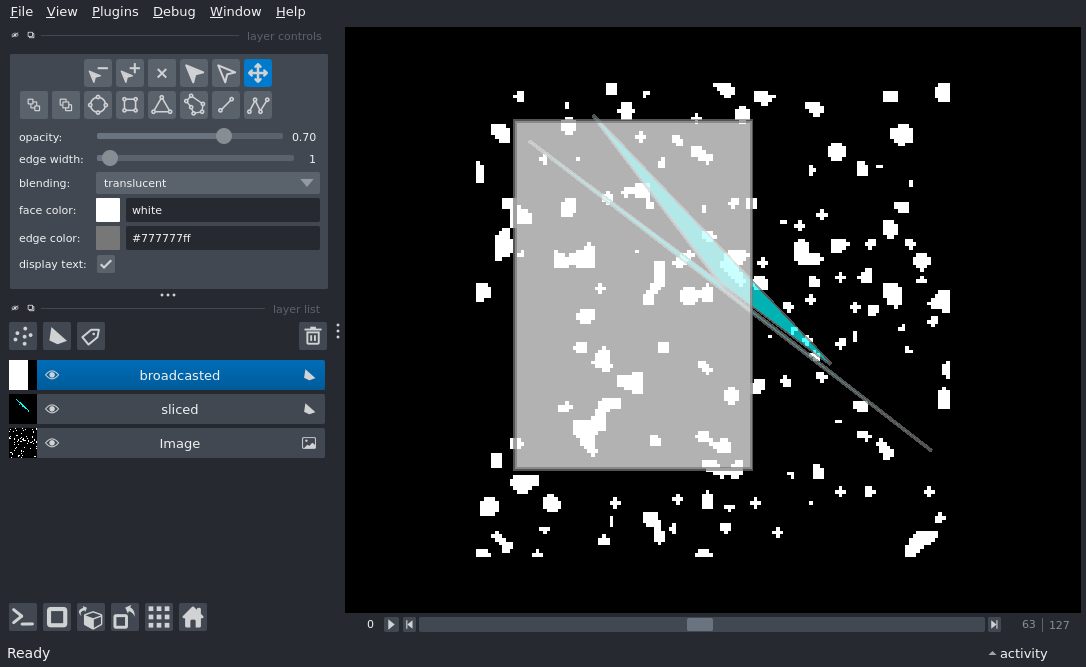 File View Plugins Debug Window Help
layer controls
opacity: 0.70
edge width: 1
blending: translucent
face color: white
edge color: #777777ff
display text:
layer list
broadcasted
sliced
Image
0 63 127
Ready activity